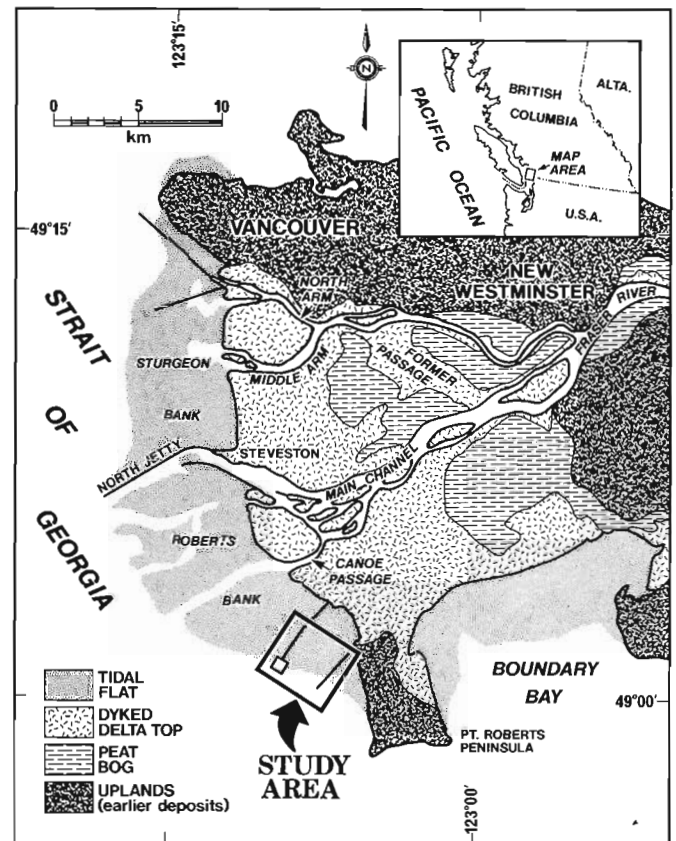 123°15'
N
0 5 10
km
49°15'
BRITISH
COLUMBIA
ALTA.
PACIFIC OCEAN
MAP
AREA
U.S.A.
VANCOUVER
NORTH
ARM
NEW
WESTMINSTER
FRASER RIVER
STRAIT
OF
GEORGIA
STURGEON
BANK
MIDDLE ARM
FORMER
PASSAGE
STEVESTON
NORTH JETTY
MAIN CHANNEL
ROBERTS
BANK
CANOE
PASSAGE
BOUNDARY
BAY
49°00'
PT. ROBERTS
PENINSULA
STUDY
AREA
TIDAL
FLAT
DYKED
DELTA TOP
PEAT
BOG
UPLANDS
(earlier deposits)
123°00'